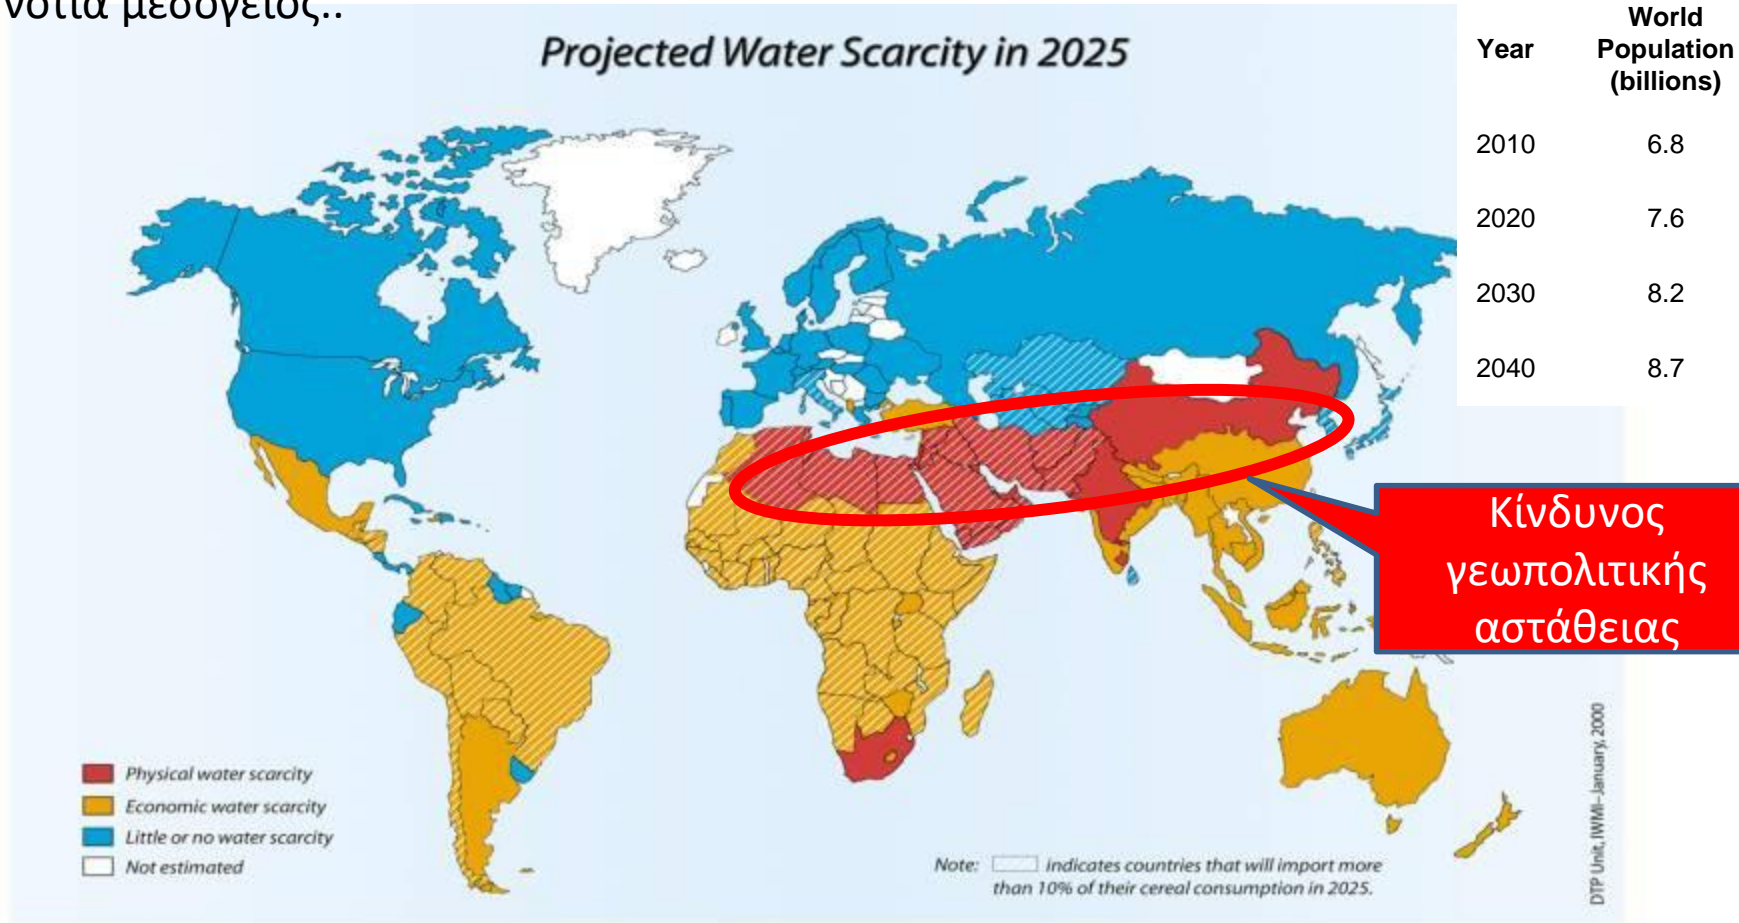 νότια μεσόγειος..
Projected Water Scarcity in 2025
Year World Population (billions)
2010 6.8
2020 7.6
2030 8.2
2040 8.7
Κίνδυνος
γεωπολιτικής
αστάθειας
Physical water scarcity
Economic water scarcity
Little or no water scarcity
Not estimated
Note: indicates countries that will import more
than 10% of their cereal consumption in 2025.
DTP Unit, IWMI–January, 2000